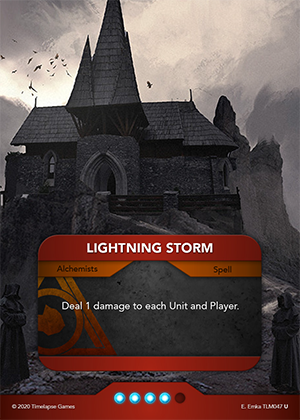 LIGHTNING STORM
Alchemists Spell
Deal 1 damage to each Unit and Player.
© 2020 Timelapse Games E. Emka TLM047 U